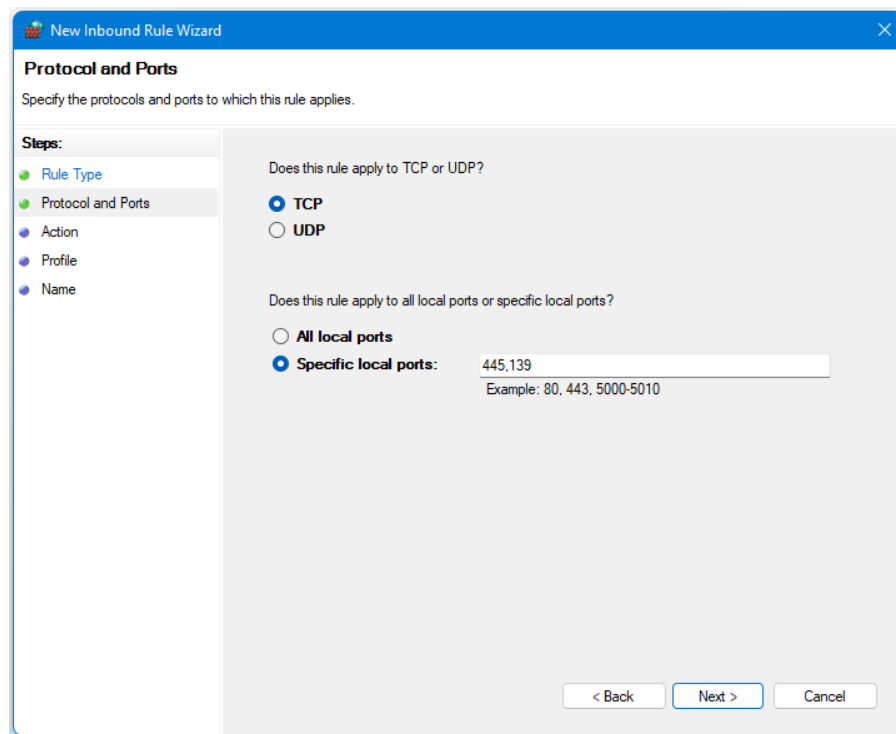 New Inbound Rule Wizard
Protocol and Ports
Specify the protocols and ports to which this rule applies.
Steps:
Rule Type
Protocol and Ports
Action
Profile
Name
Does this rule apply to TCP or UDP?
TCP
UDP
Does this rule apply to all local ports or specific local ports?
All local ports
Specific local ports: 445,139
Example: 80, 443, 5000-5010
< Back Next > Cancel